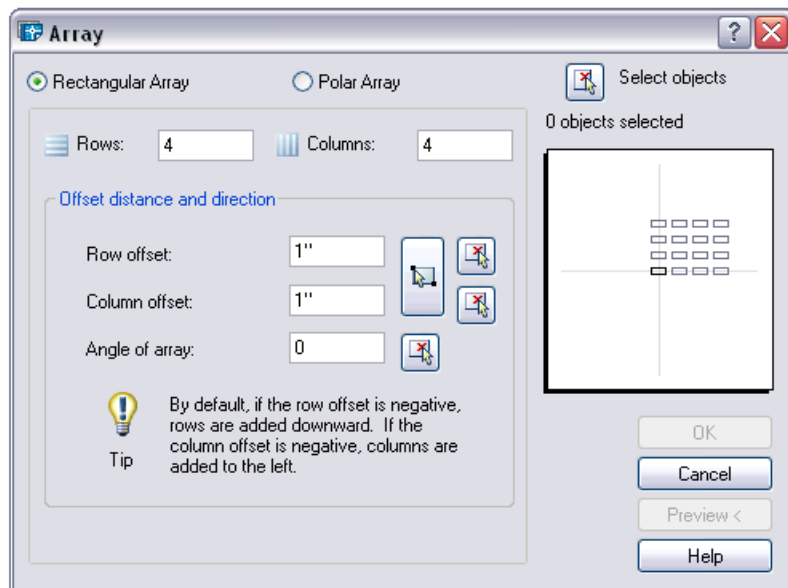 Array
Rectangular Array
Polar Array
Select objects
0 objects selected
Rows: 4
Columns: 4
Offset distance and direction
Row offset: 1"
Column offset: 1"
Angle of array: 0
Tip
By default, if the row offset is negative,
rows are added downward. If the
column offset is negative, columns are
added to the left.
OK
Cancel
Preview <
Help